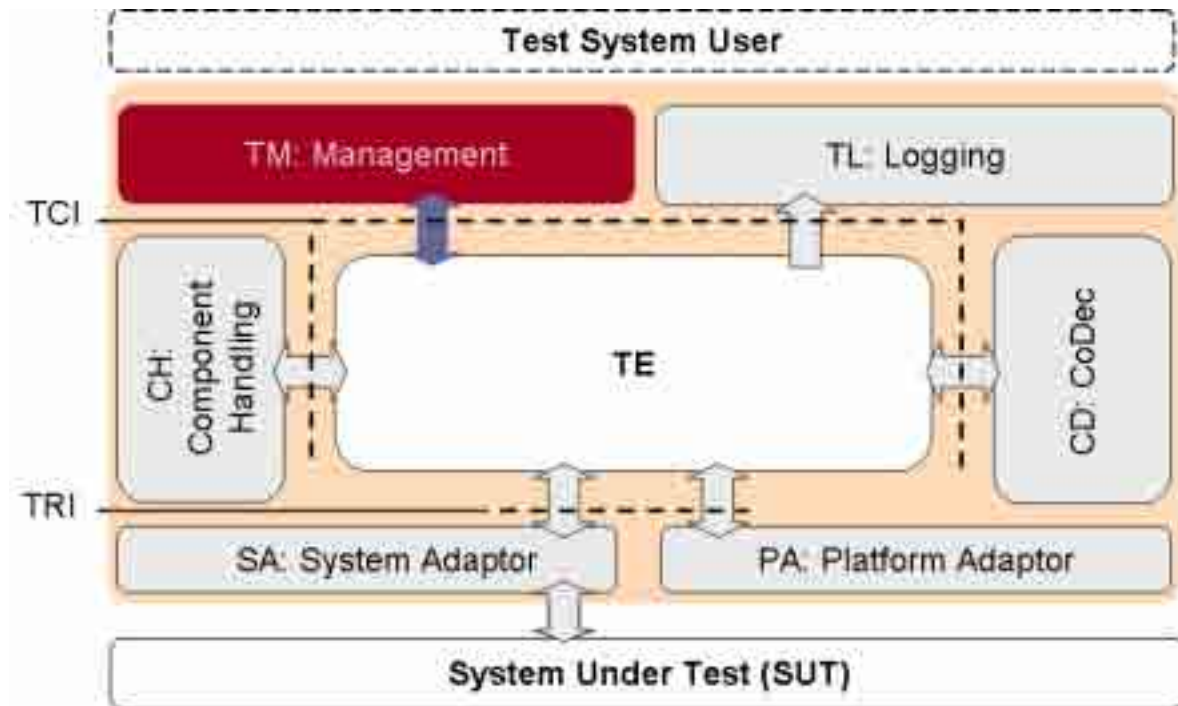 Test System User
TM: Management
TL: Logging
TCI
CH:
Component
Handling
TE
CD: CoDec
TRI
SA: System Adaptor
PA: Platform Adaptor
System Under Test (SUT)